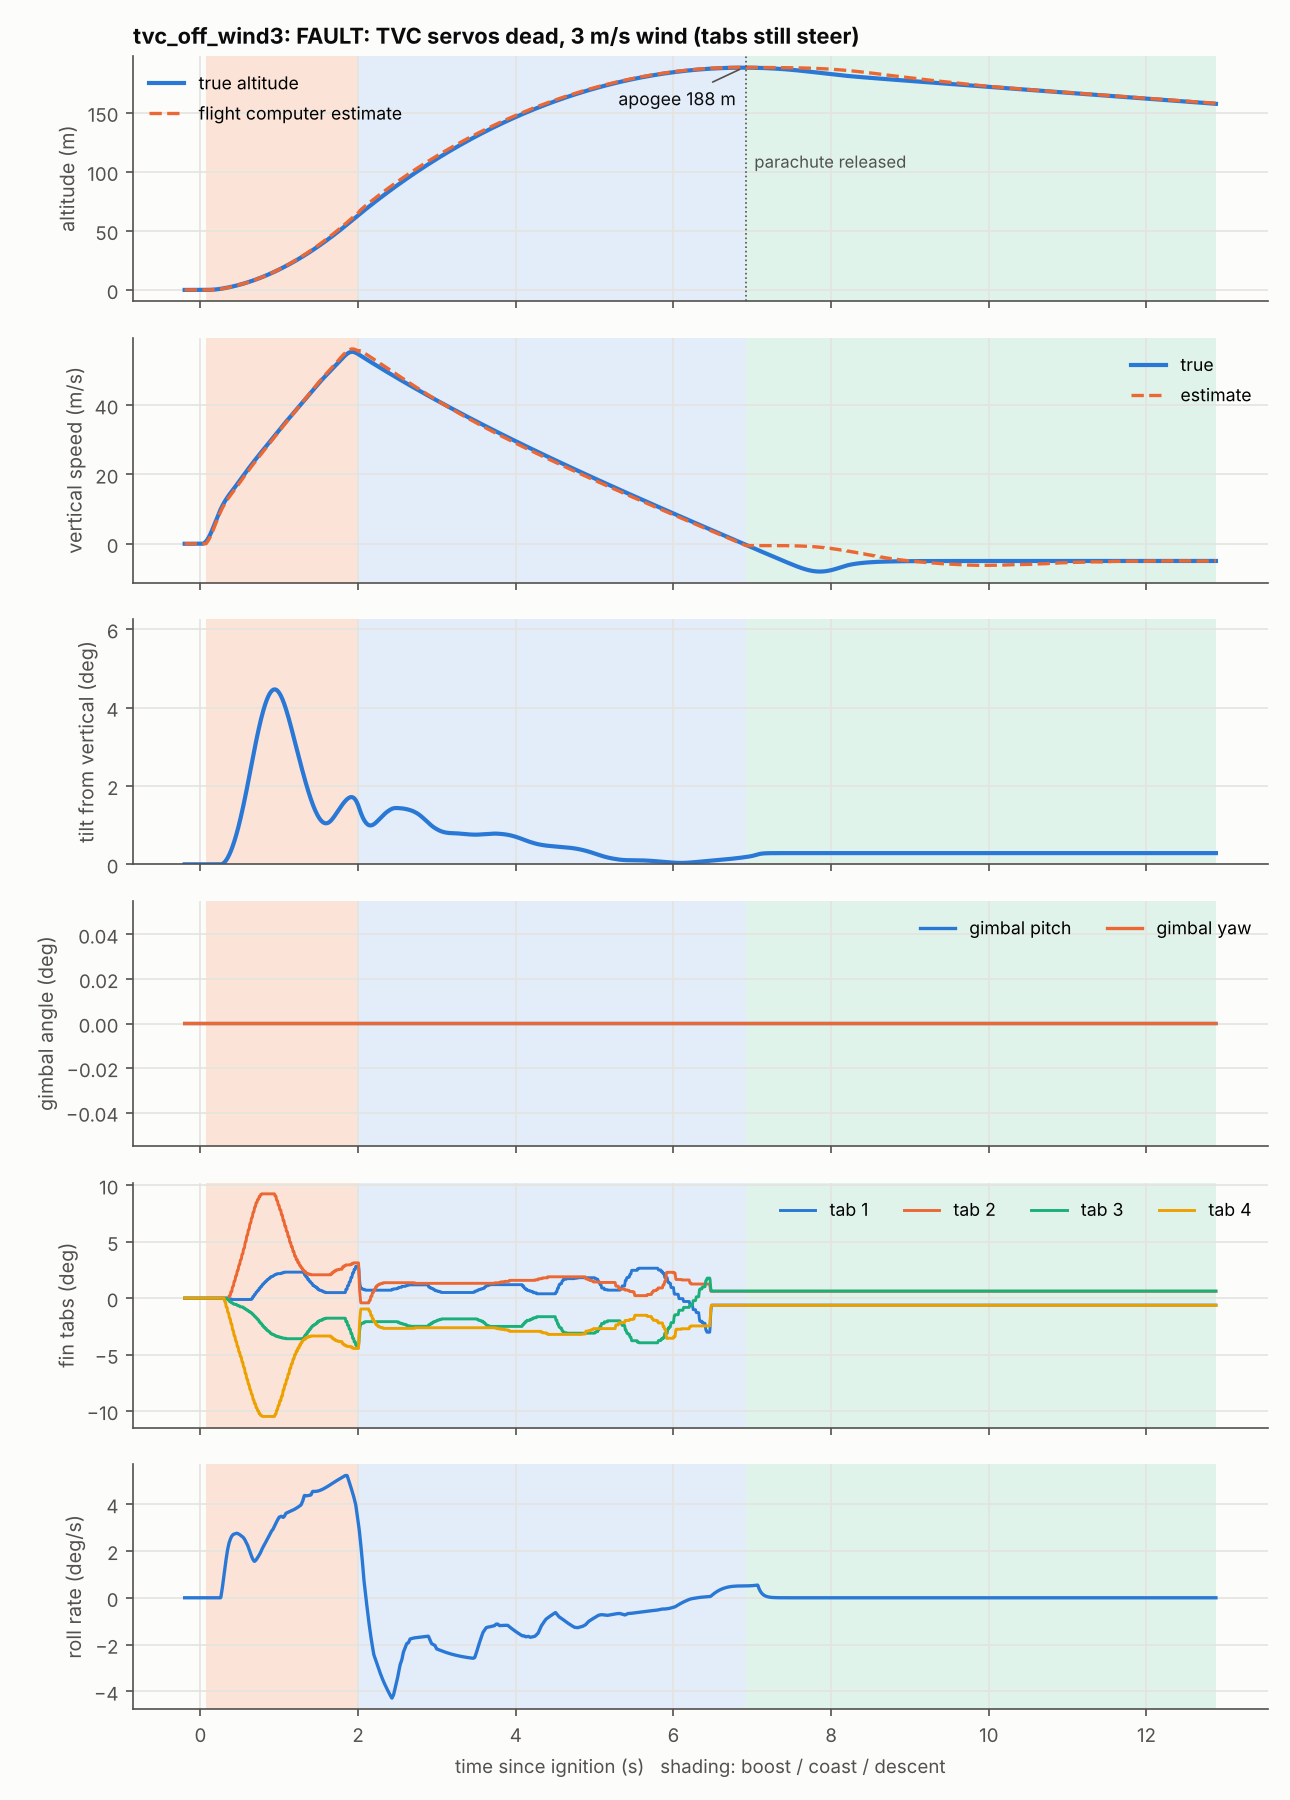 tvc_off_wind3: FAULT: TVC servos dead, 3 m/s wind (tabs still steer)
true altitude
flight computer estimate
apogee 188 m
parachute released
altitude (m)
150
100
50
0
true
estimate
vertical speed (m/s)
40
20
0
tilt from vertical (deg)
6
4
2
0
gimbal pitch
gimbal yaw
gimbal angle (deg)
0.04
0.02
0.00
−0.02
−0.04
tab 1
tab 2
tab 3
tab 4
fin tabs (deg)
10
5
0
−5
−10
roll rate (deg/s)
4
2
0
−2
−4
0 2 4 6 8 10 12
time since ignition (s) shading: boost / coast / descent